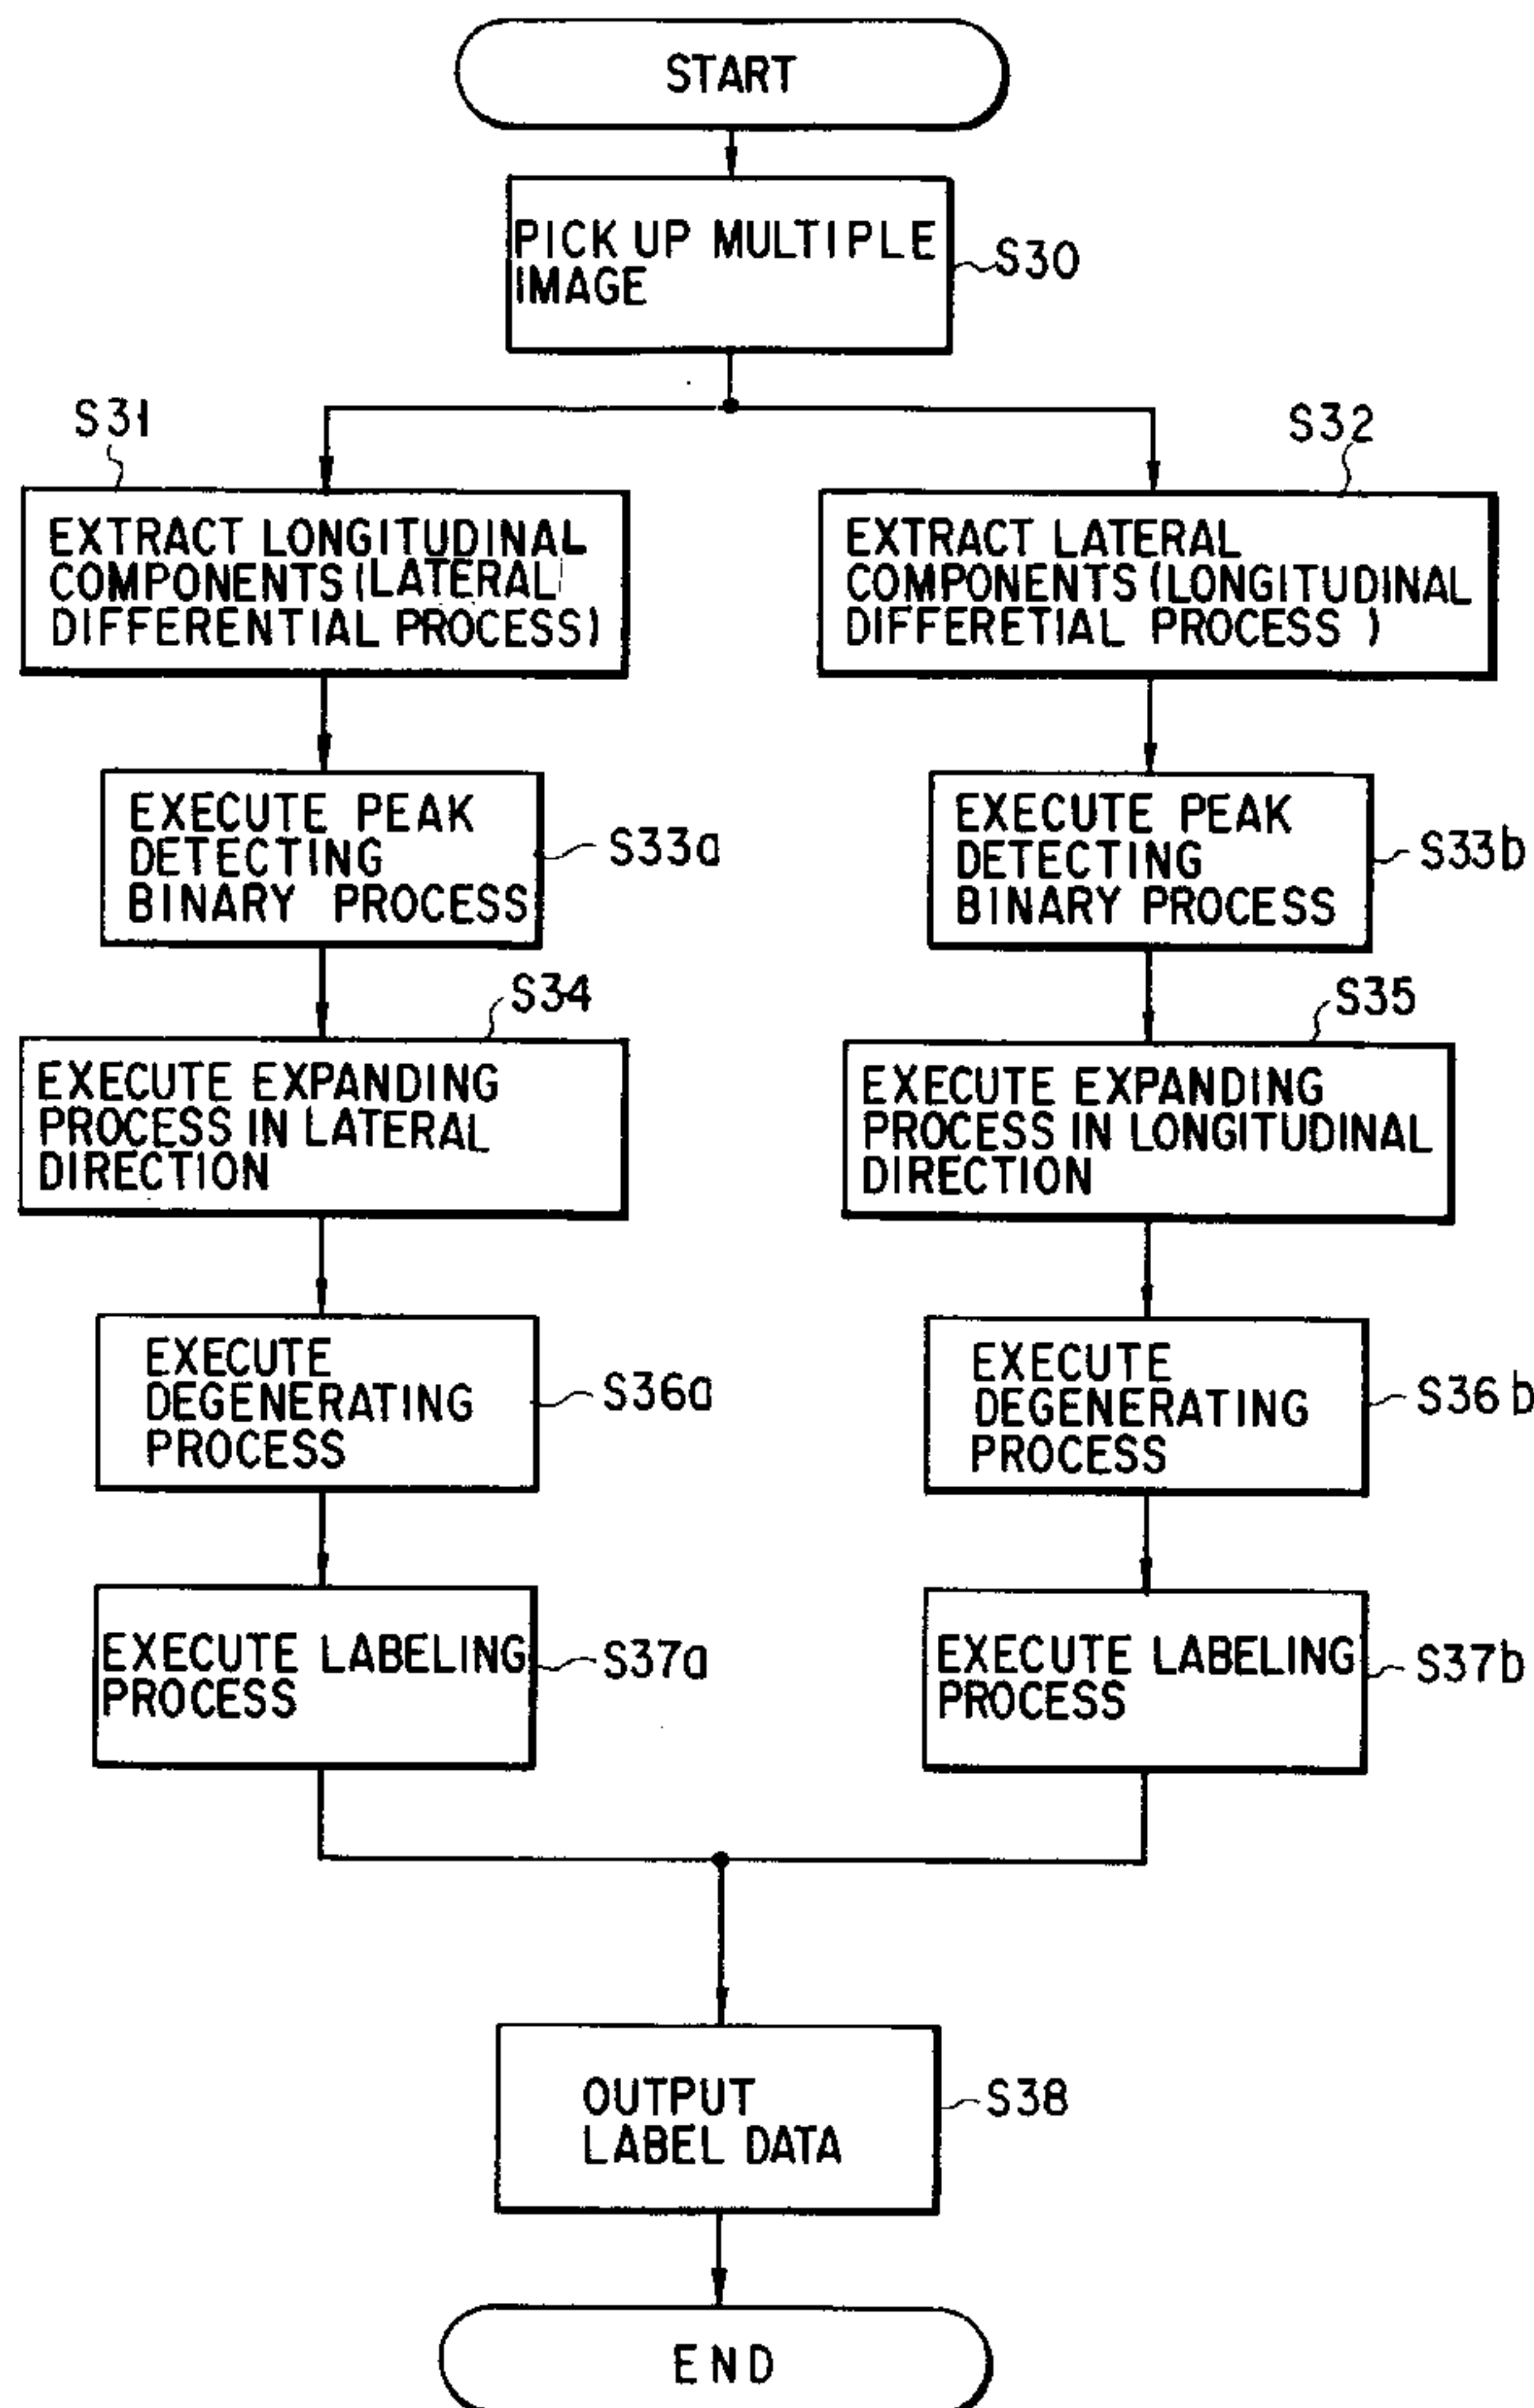 START
PICK UP MULTIPLE
IMAGE
S30
S31
EXTRACT LONGITUDINAL
COMPONENTS (LATERAL
DIFFERENTIAL PROCESS)
S32
EXTRACT LATERAL
COMPONENTS (LONGITUDINAL
DIFFERETIAL PROCESS)
EXECUTE PEAK
DETECTING
BINARY PROCESS
S33a
EXECUTE PEAK
DETECTING
BINARY PROCESS
S33b
S34
EXECUTE EXPANDING
PROCESS IN LATERAL
DIRECTION
S35
EXECUTE EXPANDING
PROCESS IN LONGITUDINAL
DIRECTION
EXECUTE
DEGENERATING
PROCESS
S36a
EXECUTE
DEGENERATING
PROCESS
S36b
EXECUTE LABELING
PROCESS
S37a
EXECUTE LABELING
PROCESS
S37b
OUTPUT
LABEL DATA
S38
END